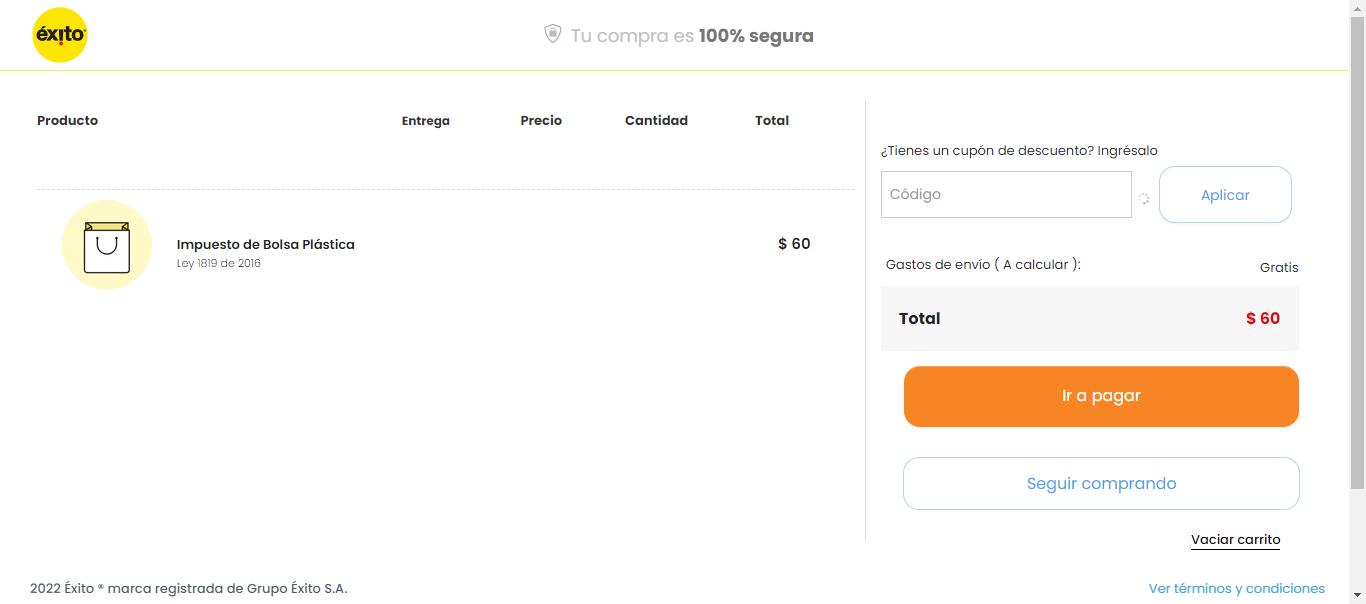 éxito
Tu compra es 100% segura
Producto Entrega Precio Cantidad Total
Impuesto de Bolsa Plástica $ 60
Ley 1819 de 2016
¿Tienes un cupón de descuento? Ingrésalo
Código Aplicar
Gastos de envío ( A calcular ): Gratis
Total $ 60
Ir a pagar
Seguir comprando
Vaciar carrito
2022 Éxito ® marca registrada de Grupo Éxito S.A. Ver términos y condiciones